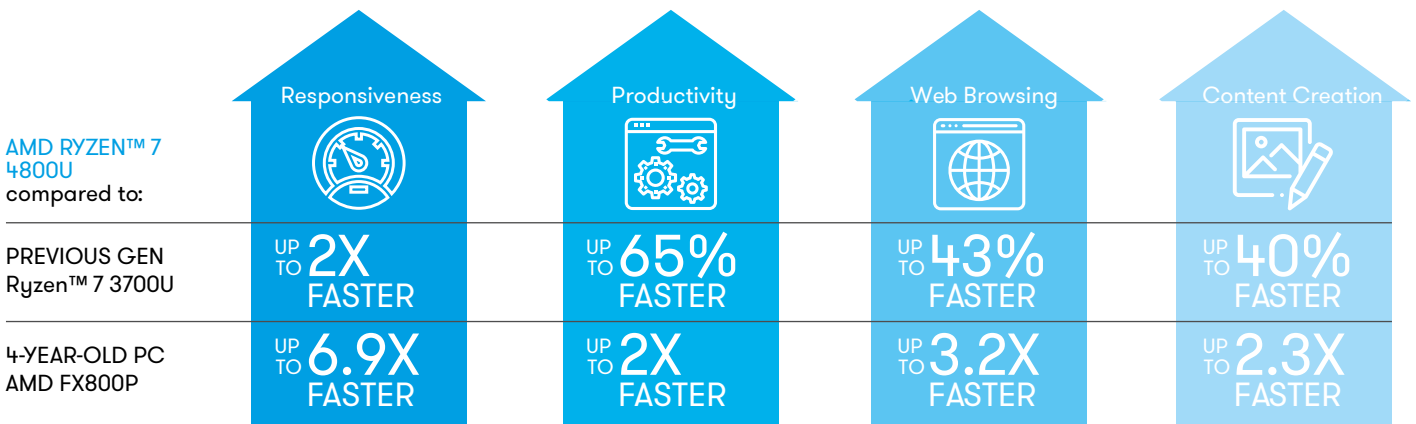 Responsiveness
Productivity
Web Browsing
Content Creation
AMD RYZEN™ 7
4800U
compared to:
PREVIOUS GEN
Ryzen™ 7 3700U
UP TO 2X
FASTER
UP TO 65%
FASTER
UP TO 43%
FASTER
UP TO 40%
FASTER
4-YEAR-OLD PC
AMD FX800P
UP TO 6.9X
FASTER
UP TO 2X
FASTER
UP TO 3.2X
FASTER
UP TO 2.3X
FASTER